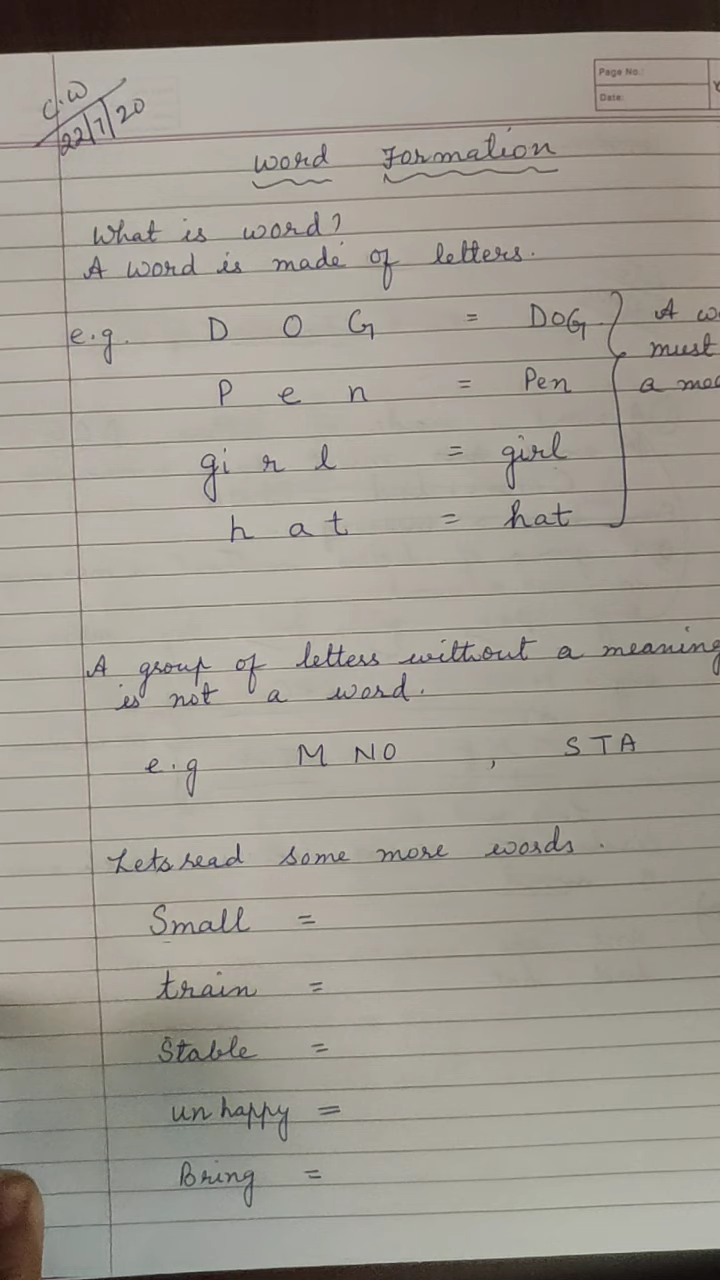 C.W
22/7/20
Page No.:
Date:
Word Formation
What is word?
A word is made of letters.
e.g. D O G = DOG } A
must
P e n = Pen a
gi r l = girl
h a t = hat
A group of letters without a meaning
is not a word.
e.g M NO , S T A
Lets read some more words.
Small =
train =
Stable =
un happy =
Bring =